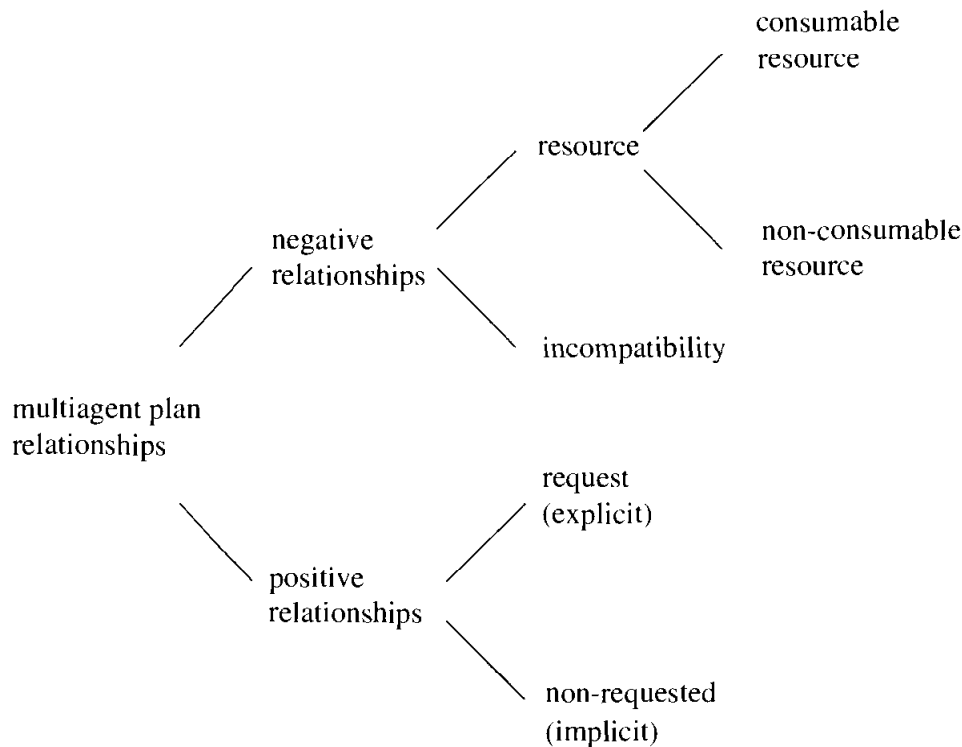 consumable
resource
resource
non-consumable
resource
negative
relationships
incompatibility
multiagent plan
relationships
request
(explicit)
positive
relationships
non-requested
(implicit)